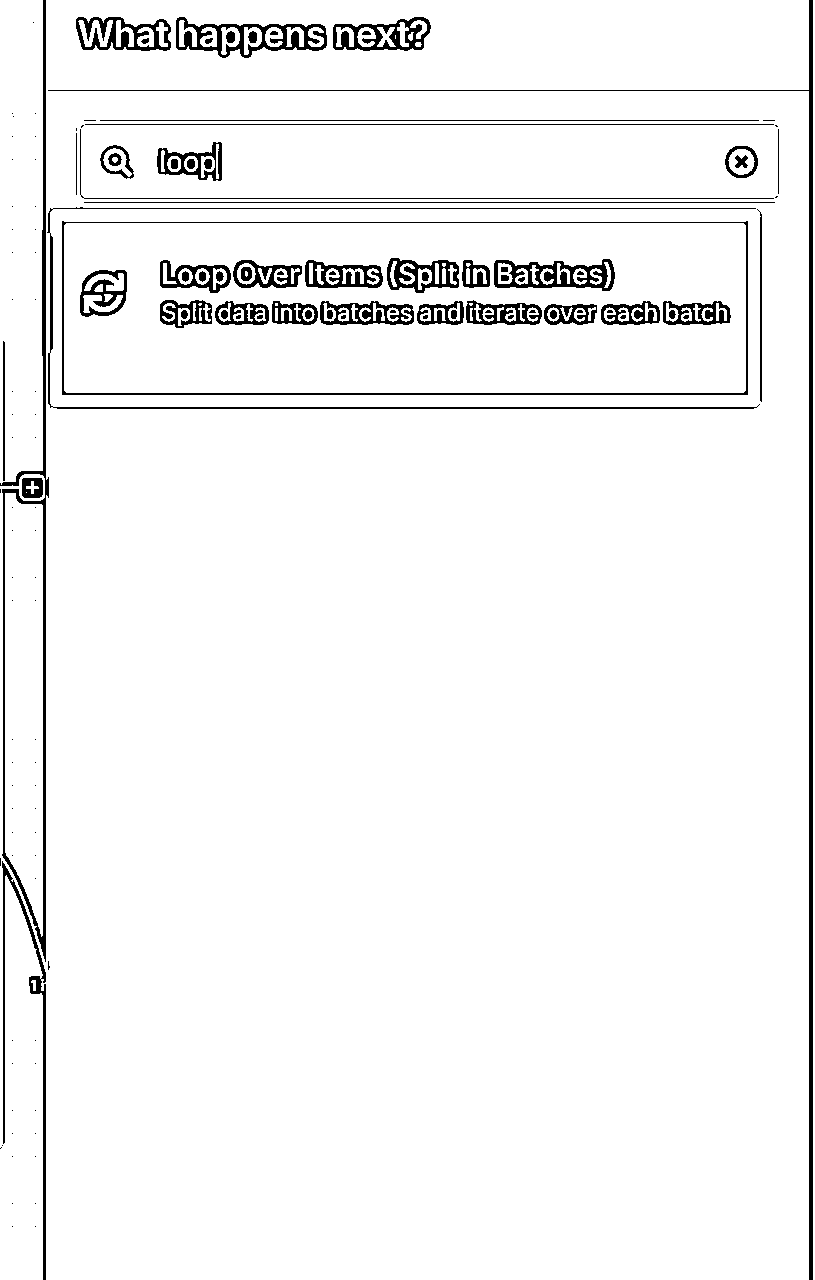 What happens next?
loop
Loop Over Items (Split in Batches)
Split data into batches and iterate over each batch